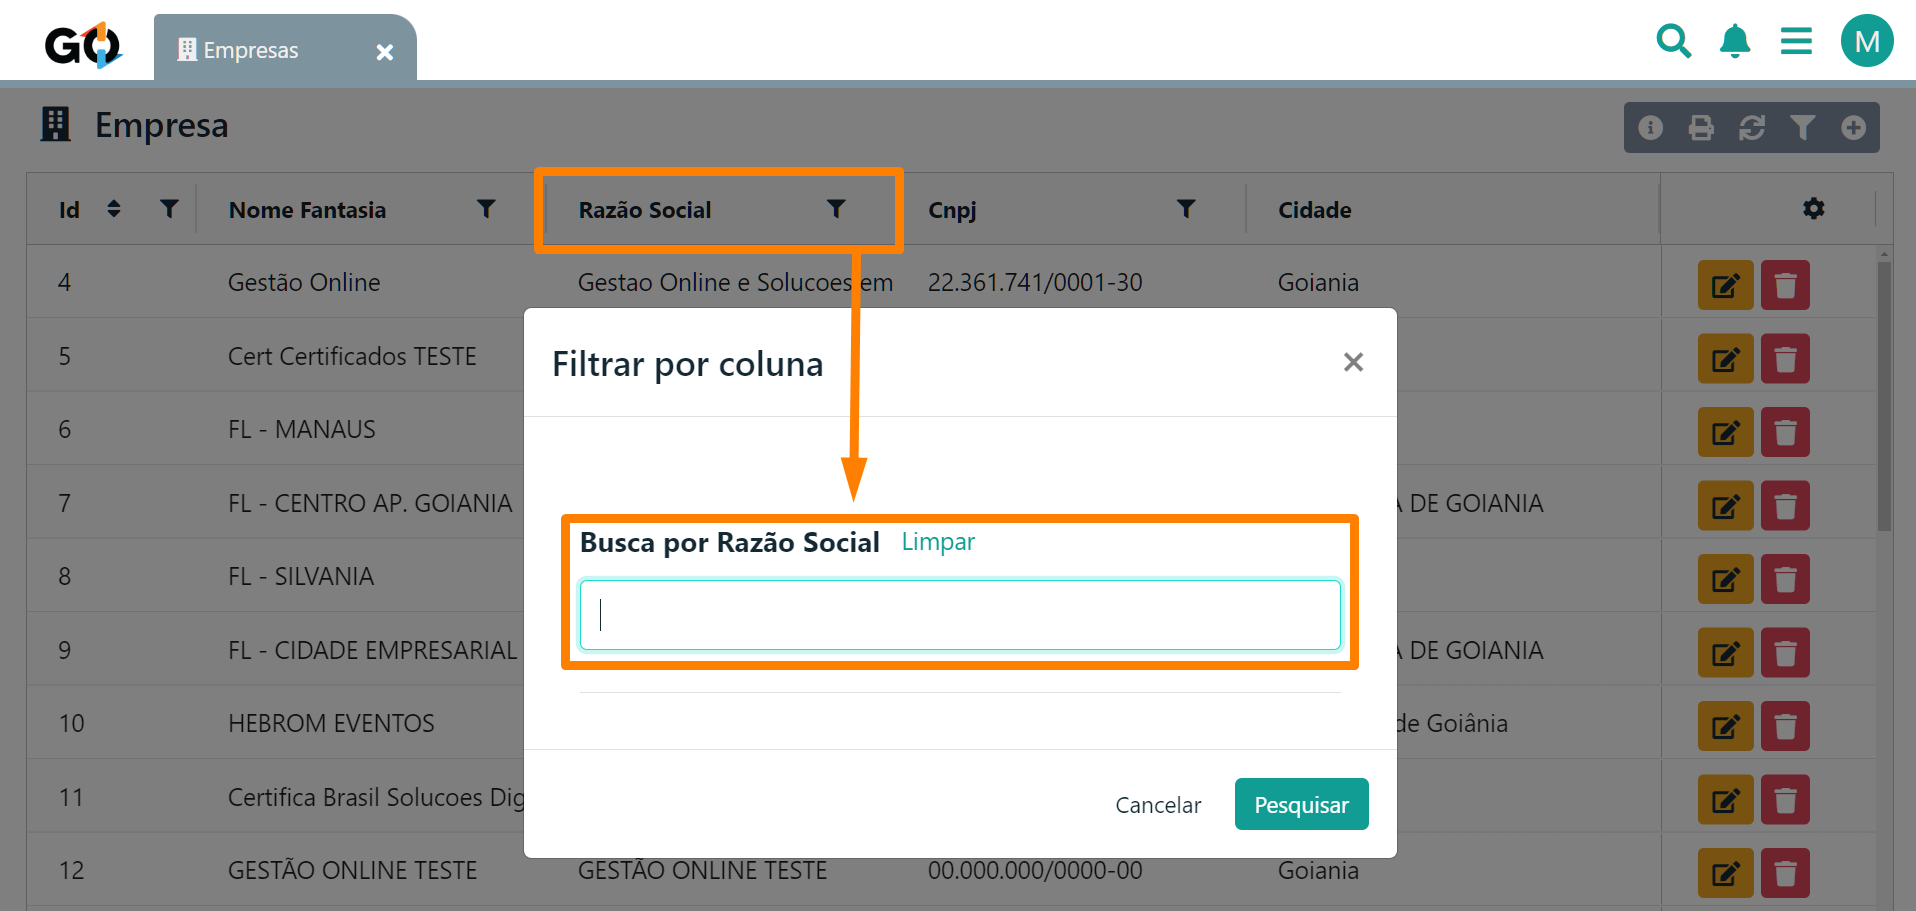 GO
Empresas
M
Empresa
Id Nome Fantasia Razão Social Cnpj Cidade
4 Gestão Online Gestao Online e Solucoes em 22.361.741/0001-30 Goiania
5 Cert Certificados TESTE
6 FL - MANAUS
7 FL - CENTRO AP. GOIANIA DE GOIANIA
8 FL - SILVANIA
9 FL - CIDADE EMPRESARIAL DE GOIANIA
10 HEBROM EVENTOS de Goiânia
11 Certifica Brasil Solucoes Dig
12 GESTÃO ONLINE TESTE GESTÃO ONLINE TESTE 00.000.000/0000-00 Goiania
Filtrar por coluna
Busca por Razão Social Limpar
Cancelar Pesquisar